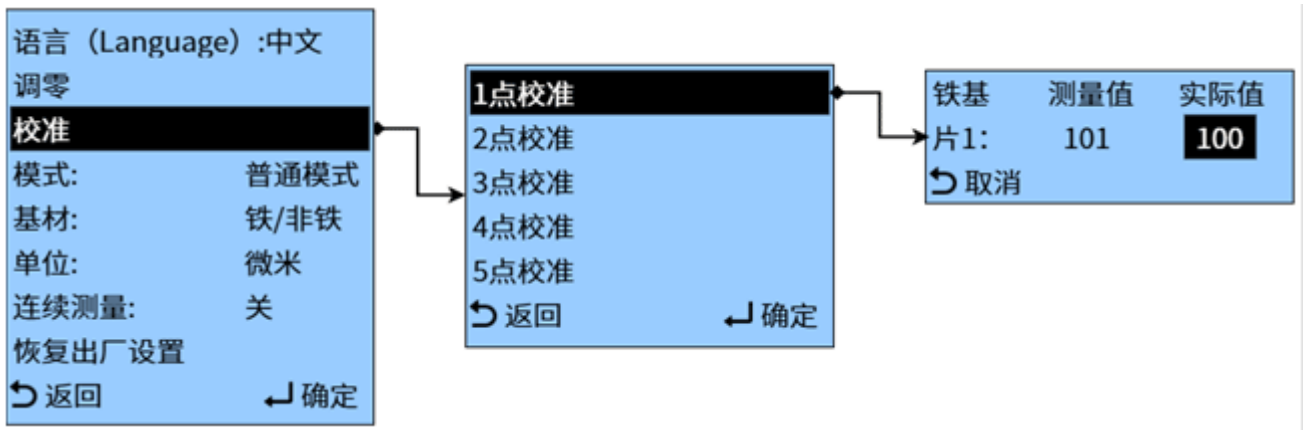 语言（Language）:中文
调零
校准
模式: 普通模式
基材: 铁/非铁
单位: 微米
连续测量: 关
恢复出厂设置
返回 确定
1点校准
2点校准
3点校准
4点校准
5点校准
返回 确定
铁基 测量值 实际值
片1: 101 100
取消